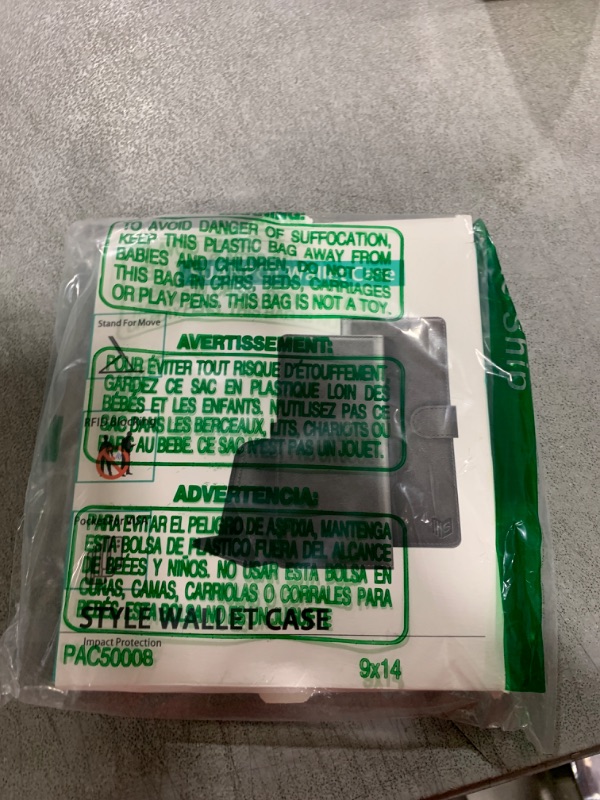 TO AVOID DANGER OF SUFFOCATION,
KEEP THIS PLASTIC BAG AWAY FROM
BABIES AND CHILDREN. DO NOT USE
THIS BAG IN CRIBS, BEDS, CARRIAGES
OR PLAY PENS. THIS BAG IS NOT A TOY.
Ship
Stand For Movie
AVERTISSEMENT:
POUR ÉVITER TOUT RISQUE D'ÉTOUFFEMENT
GARDEZ CE SAC EN PLASTIQUE LOIN DES
BÉBÉS ET LES ENFANTS. N'UTILISEZ PAS CE
SAC DANS LES BERCEAUX, LITS, CHARIOTS OU
PARC AU BEBE. CE SAC N'EST PAS UN JOUET.
RFID Blocking
ADVERTENCIA:
PARA EVITAR EL PELIGRO DE ASFIXIA, MANTENGA
ESTA BOLSA DE PLASTICO FUERA DEL ALCANCE
DE BEBES Y NIÑOS. NO USAR ESTA BOLSA EN
CUNAS, CAMAS, CARRIOLAS O CORRALES PARA
STYLE WALLET CASE
Impact Protection
PAC50008
9x14